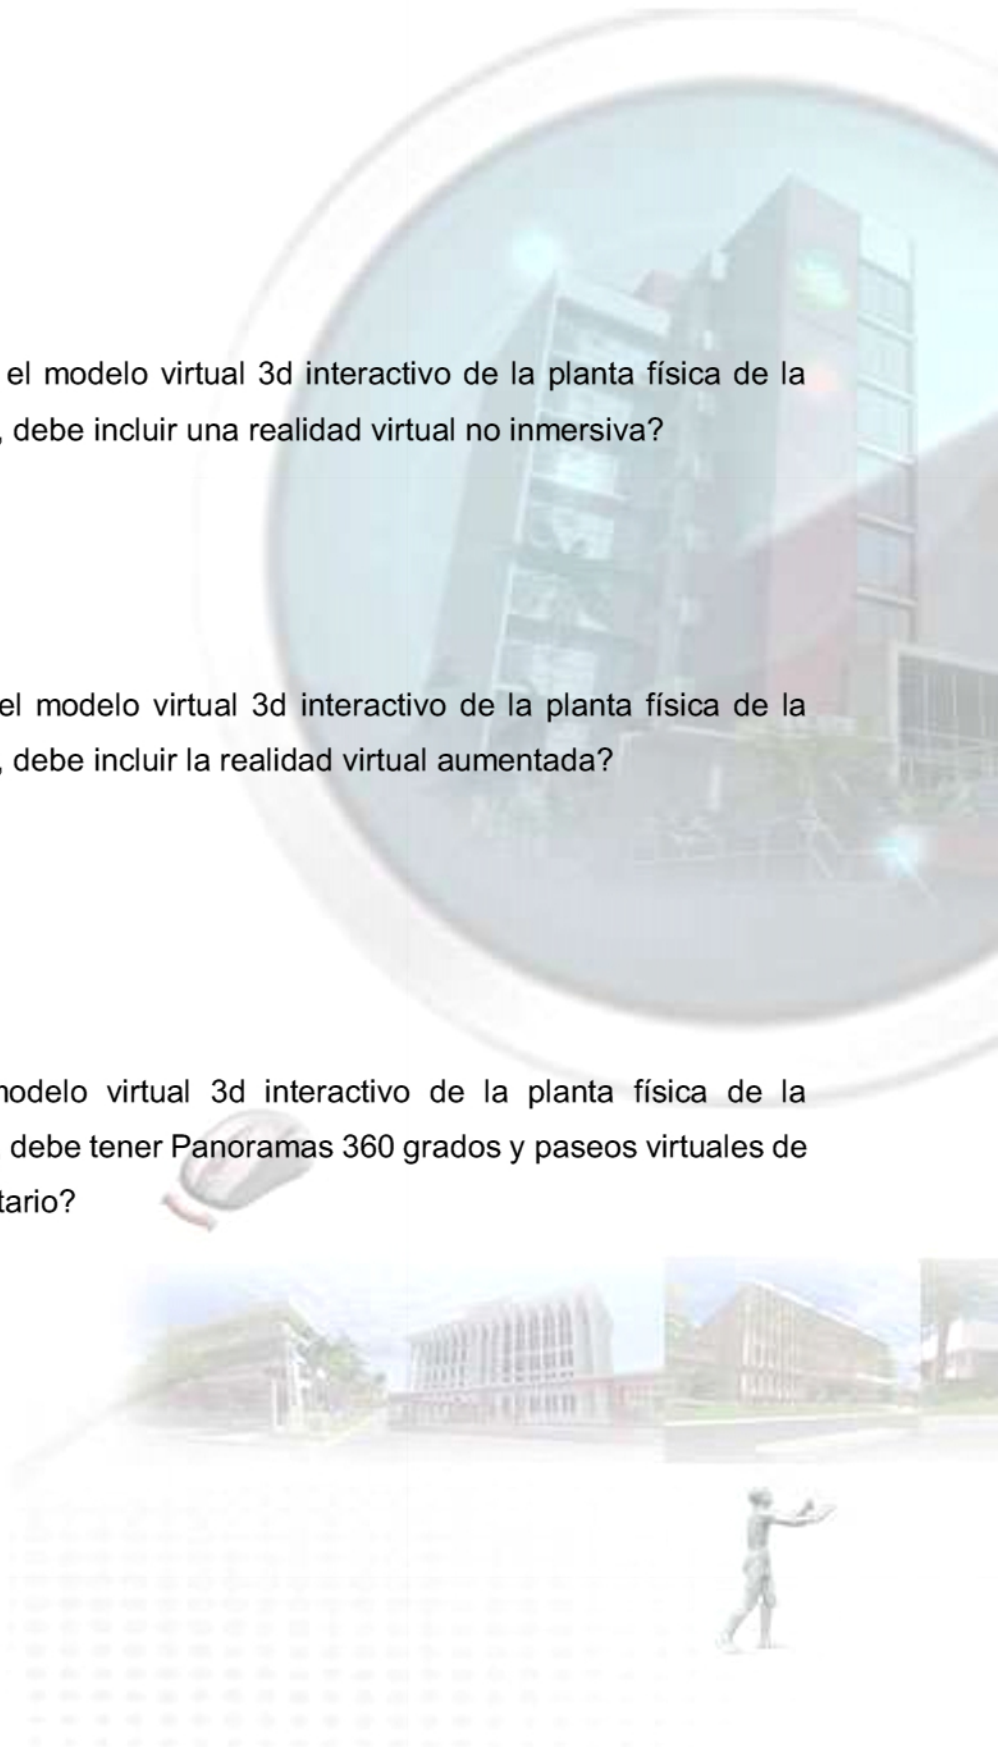 el modelo virtual 3d interactivo de la planta física de la
, debe incluir una realidad virtual no inmersiva?
el modelo virtual 3d interactivo de la planta física de la
, debe incluir la realidad virtual aumentada?
modelo virtual 3d interactivo de la planta física de la
debe tener Panoramas 360 grados y paseos virtuales de
tario?